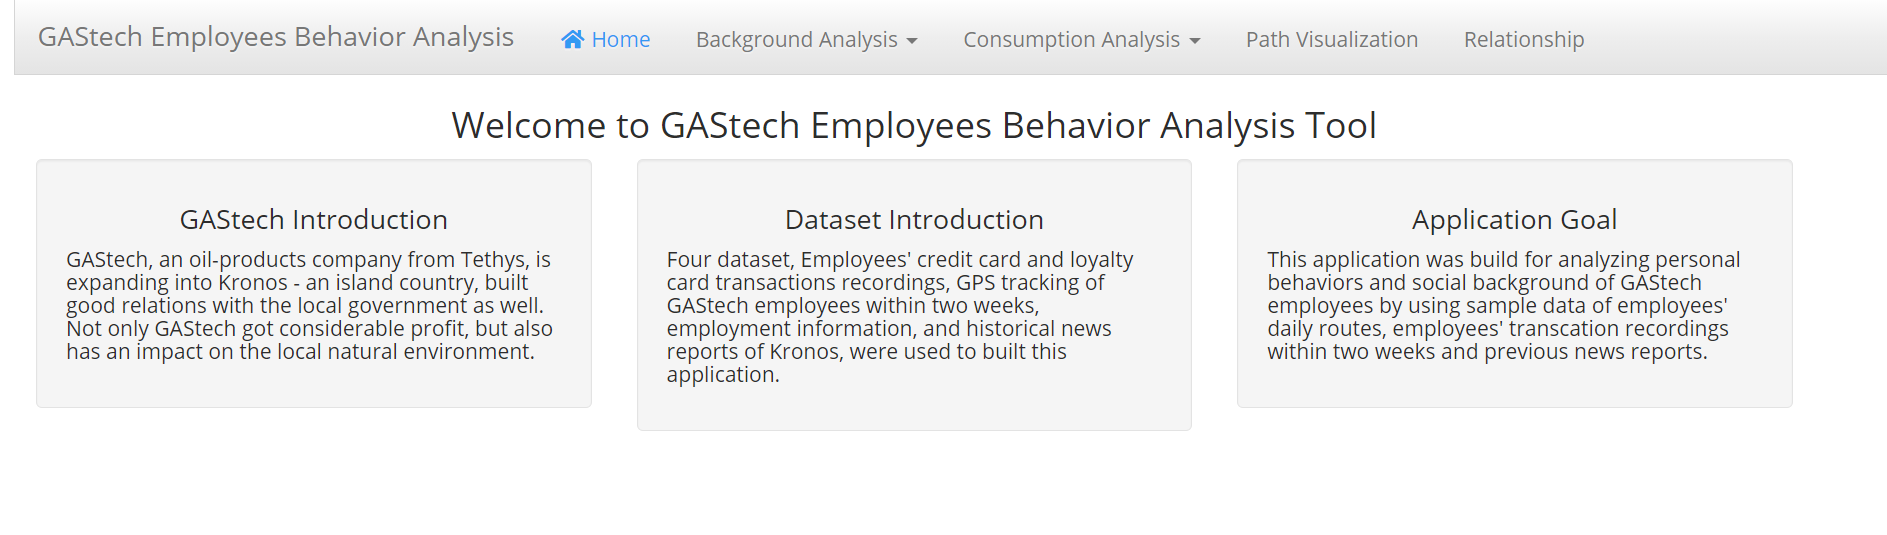 GAStech Employees Behavior Analysis Home Background Analysis Consumption Analysis Path Visualization Relationship
Welcome to GAStech Employees Behavior Analysis Tool
GAStech Introduction
GAStech, an oil-products company from Tethys, is
expanding into Kronos - an island country, built
good relations with the local government as well.
Not only GAStech got considerable profit, but also
has an impact on the local natural environment.
Dataset Introduction
Four dataset, Employees' credit card and loyalty
card transactions recordings, GPS tracking of
GAStech employees within two weeks,
employment information, and historical news
reports of Kronos, were used to built this
application.
Application Goal
This application was build for analyzing personal
behaviors and social background of GAStech
employees by using sample data of employees'
daily routes, employees' transcation recordings
within two weeks and previous news reports.